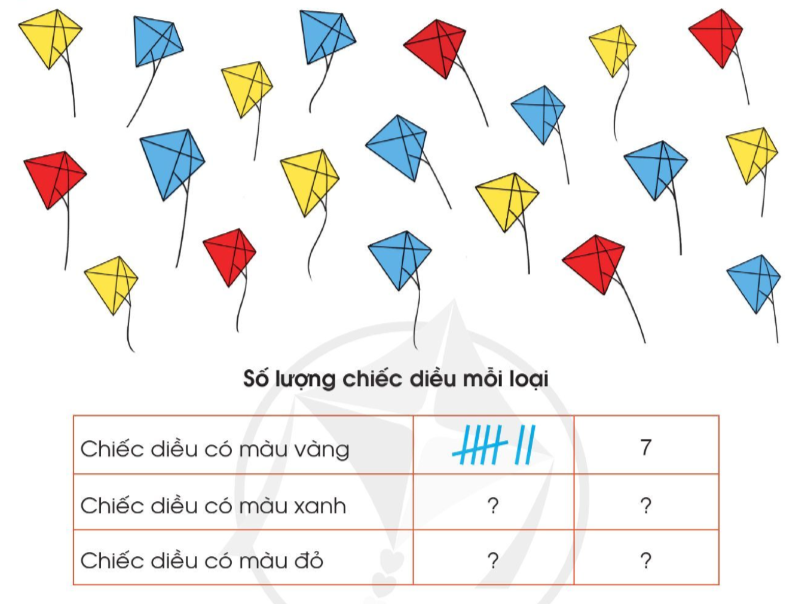 Số lượng chiếc diều mỗi loại
Chiếc diều có màu vàng 7
Chiếc diều có màu xanh ? ?
Chiếc diều có màu đỏ ? ?